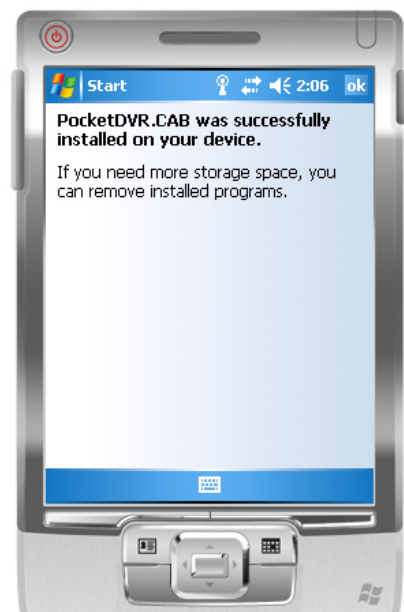 Start 2:06 ok
PocketDVR.CAB was successfully
installed on your device.
If you need more storage space, you
can remove installed programs.